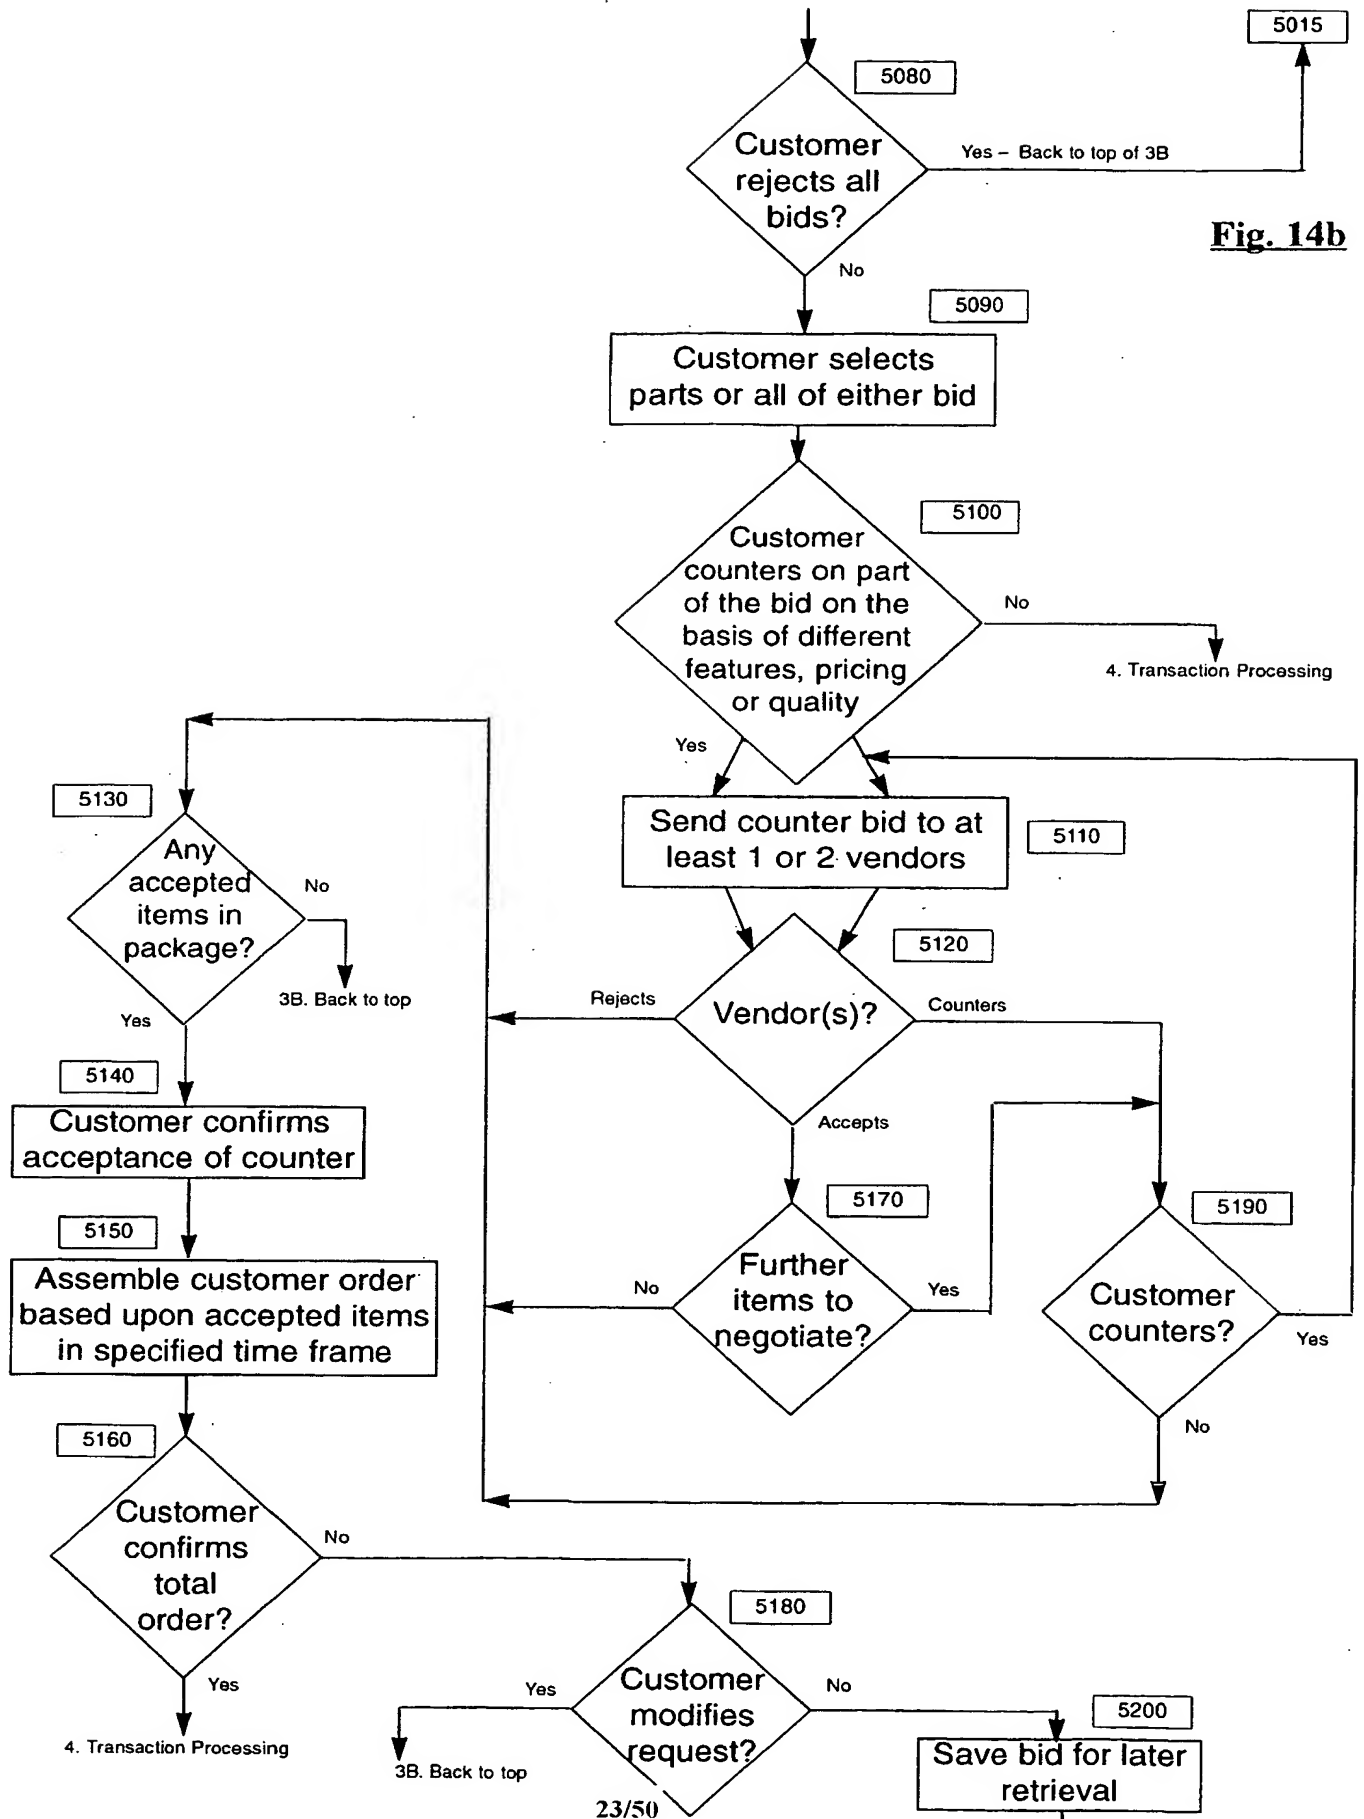 5015
5080
Customer
rejects all
bids?
Yes – Back to top of 3B
Fig. 14b
No
5090
Customer selects
parts or all of either bid
5100
Customer
counters on part
of the bid on the
basis of different
features, pricing
or quality
No
4. Transaction Processing
Yes
5110
Send counter bid to at
least 1 or 2 vendors
5130
Any
accepted
items in
package?
No
3B. Back to top
Yes
5120
Vendor(s)?
Rejects
Counters
Accepts
5140
Customer confirms
acceptance of counter
5150
Assemble customer order
based upon accepted items
in specified time frame
5170
Further
items to
negotiate?
No
Yes
5190
Customer
counters?
Yes
No
5160
Customer
confirms
total
order?
No
Yes
4. Transaction Processing
5180
Customer
modifies
request?
Yes
3B. Back to top
No
5200
Save bid for later
retrieval
23/50